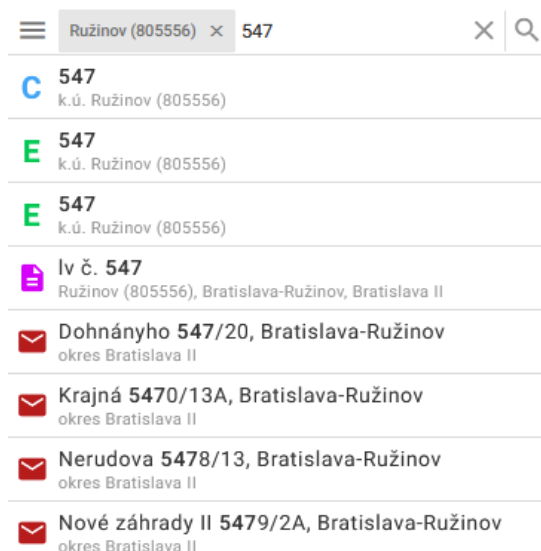 Ružinov (805556) × 547
C 547
k.ú. Ružinov (805556)
E 547
k.ú. Ružinov (805556)
E 547
k.ú. Ružinov (805556)
lv č. 547
Ružinov (805556), Bratislava-Ružinov, Bratislava II
Dohnányho 547/20, Bratislava-Ružinov
okres Bratislava II
Krajná 5470/13A, Bratislava-Ružinov
okres Bratislava II
Nerudova 5478/13, Bratislava-Ružinov
okres Bratislava II
Nové záhrady II 5479/2A, Bratislava-Ružinov
okres Bratislava II